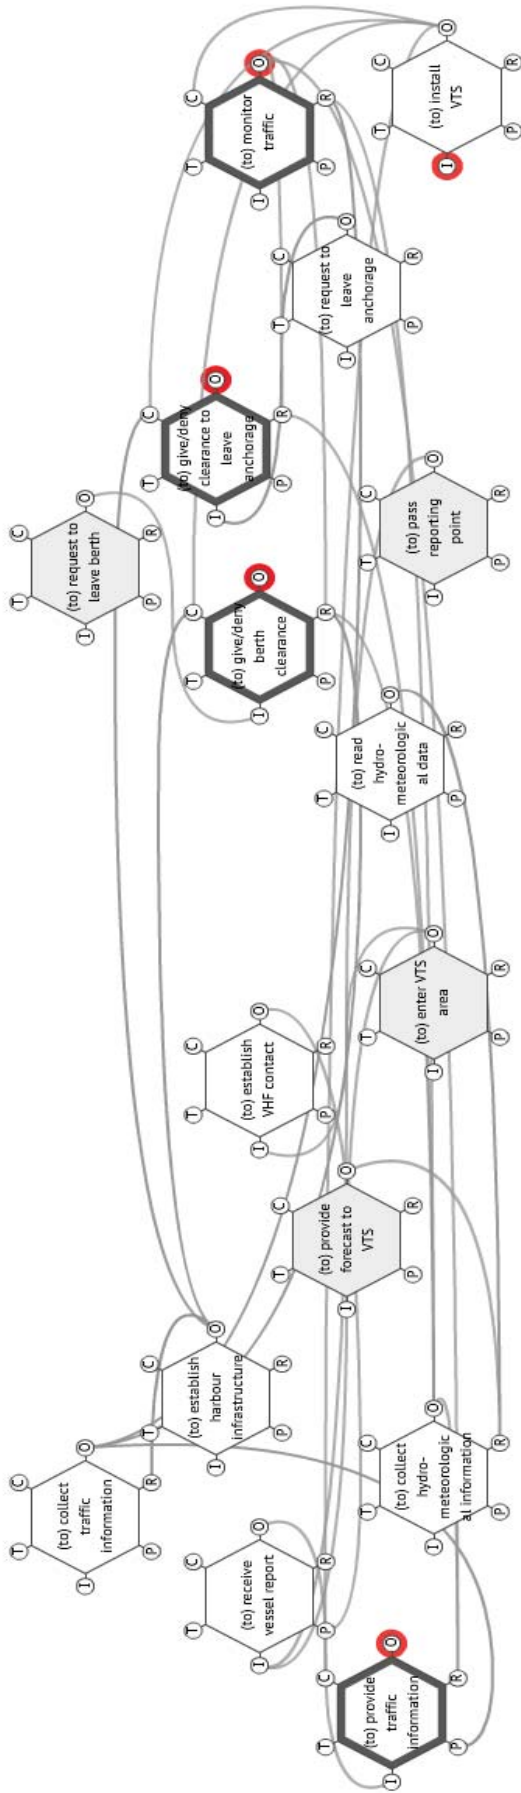 T
C
I
(to) provide
traffic
information
O
P
R
T
C
I
(to) receive
vessel report
O
P
R
T
C
I
(to) collect
traffic
information
O
P
R
T
C
I
(to) collect
hydro-
meteorologic
al information
O
P
R
T
C
I
(to) establish
harbour
infrastructure
O
P
R
T
C
I
(to) provide
forecast to
VTS
O
P
R
T
C
I
(to) establish
VHF contact
O
P
R
T
C
I
(to) enter VTS
area
O
P
R
T
C
I
(to) read
hydro-
meteorologic
al data
O
P
R
T
C
I
(to) give/deny
berth
clearance
O
P
R
T
C
I
(to) request to
leave berth
O
P
R
T
C
I
(to) pass
reporting
point
O
P
R
T
C
I
(to) give/deny
clearance to
leave
anchorage
O
P
R
T
C
I
(to) request to
leave
anchorage
O
P
R
T
C
I
(to) monitor
traffic
O
P
R
T
C
I
(to) install
VTS
O
P
R